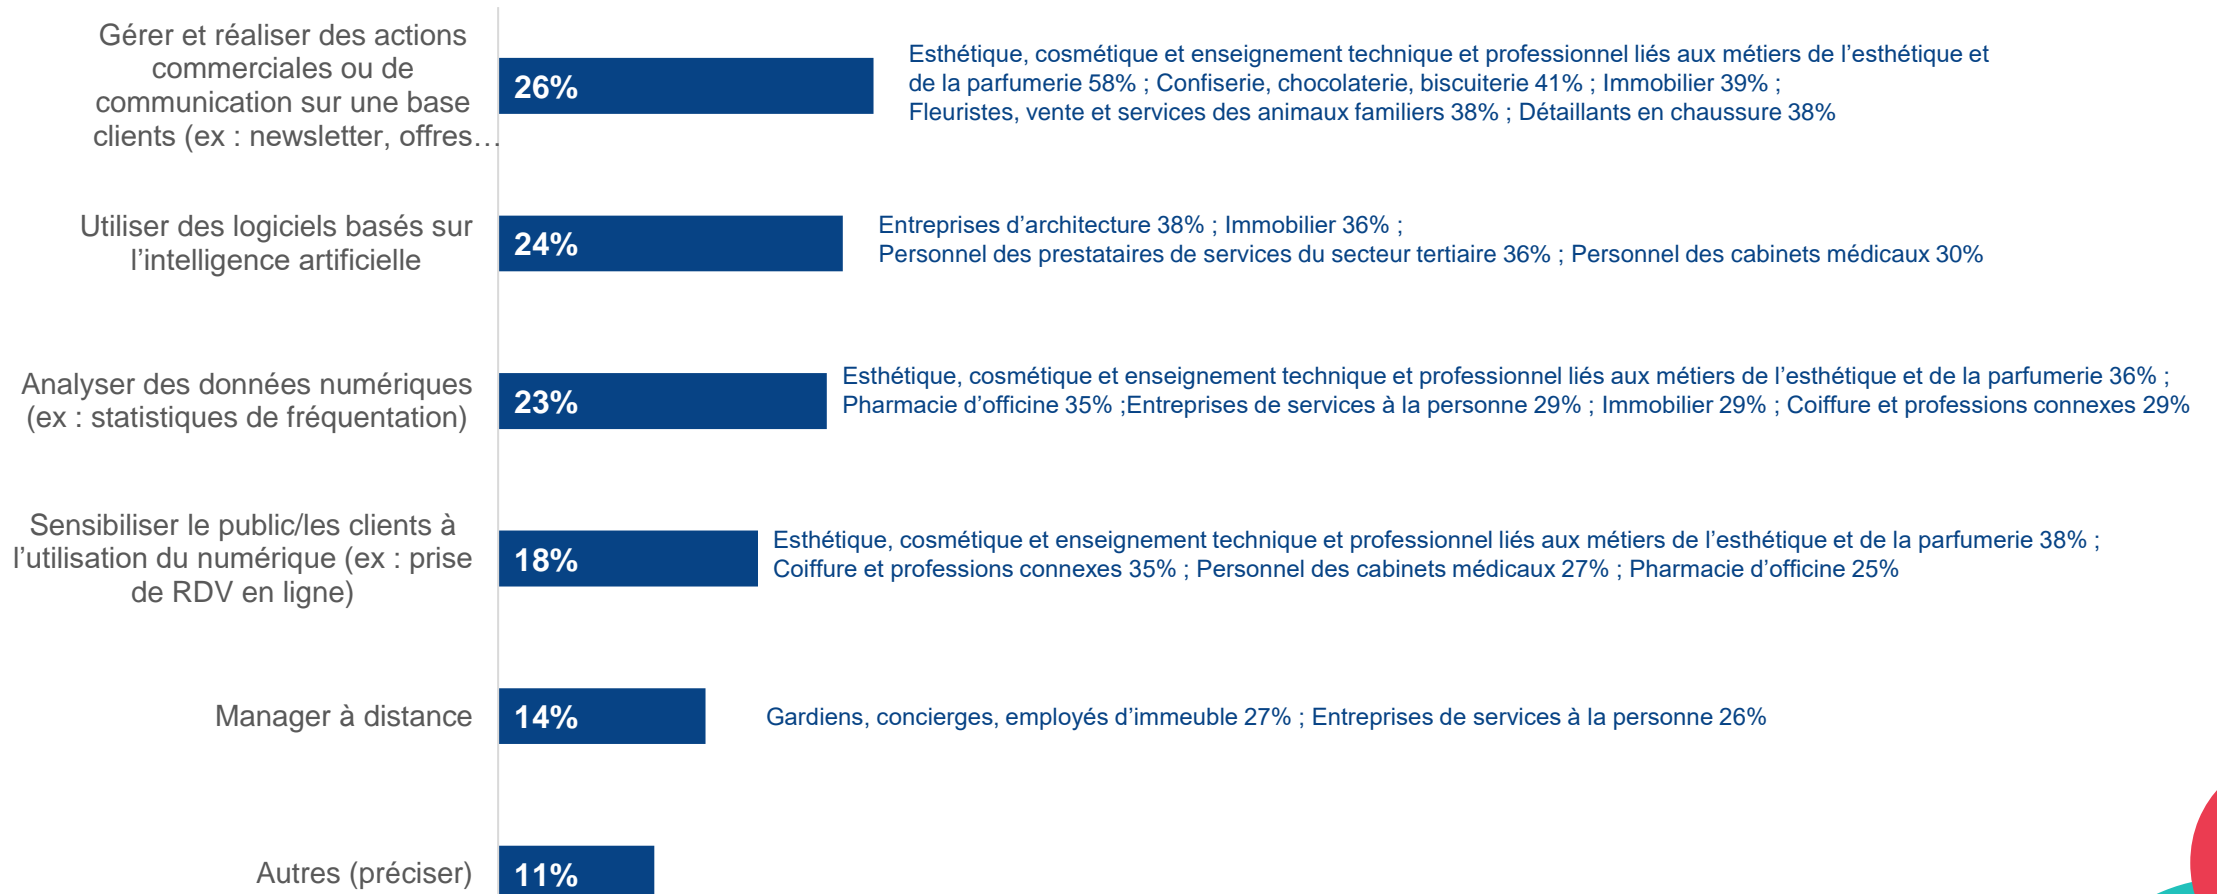 Gérer et réaliser des actions
commerciales ou de
communication sur une base
clients (ex : newsletter, offres…
26%
Esthétique, cosmétique et enseignement technique et professionnel liés aux métiers de l’esthétique et
de la parfumerie 58% ; Confiserie, chocolaterie, biscuiterie 41% ; Immobilier 39% ;
Fleuristes, vente et services des animaux familiers 38% ; Détaillants en chaussure 38%
Utiliser des logiciels basés sur
l’intelligence artificielle
24%
Entreprises d’architecture 38% ; Immobilier 36% ;
Personnel des prestataires de services du secteur tertiaire 36% ; Personnel des cabinets médicaux 30%
Analyser des données numériques
(ex : statistiques de fréquentation)
23%
Esthétique, cosmétique et enseignement technique et professionnel liés aux métiers de l’esthétique et de la parfumerie 36% ;
Pharmacie d’officine 35% ;Entreprises de services à la personne 29% ; Immobilier 29% ; Coiffure et professions connexes 29%
Sensibiliser le public/les clients à
l’utilisation du numérique (ex : prise
de RDV en ligne)
18%
Esthétique, cosmétique et enseignement technique et professionnel liés aux métiers de l’esthétique et de la parfumerie 38% ;
Coiffure et professions connexes 35% ; Personnel des cabinets médicaux 27% ; Pharmacie d’officine 25%
Manager à distance
14%
Gardiens, concierges, employés d’immeuble 27% ; Entreprises de services à la personne 26%
Autres (préciser)
11%